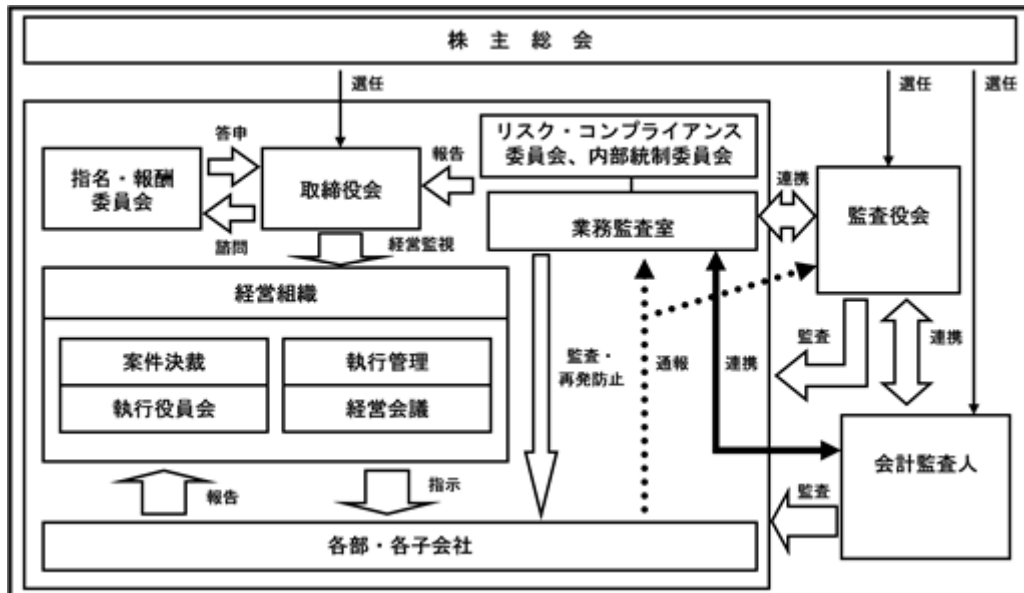 株主総会
選任
選任
選任
答申
指名・報酬
委員会
諮問
取締役会
報告
リスク・コンプライアンス
委員会、内部統制委員会
業務監査室
連携
監査役会
経営監視
経営組織
案件決裁
執行役員会
執行管理
経営会議
監査・
再発防止
通報
連携
監査
連携
会計監査人
監査
報告
指示
各部・各子会社